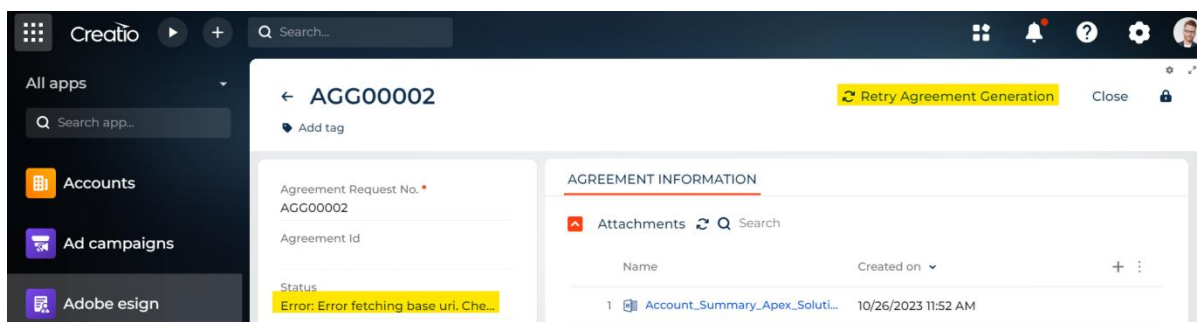 Creatio
Search...
All apps
Search app...
Accounts
Ad campaigns
Adobe esign
AGG00002
Retry Agreement Generation
Close
Add tag
Agreement Request No. *
AGG00002
Agreement Id
Status
Error: Error fetching base uri. Che...
AGREEMENT INFORMATION
Attachments
Search
Name
Created on
1 Account_Summary_Apex_Soluti...
10/26/2023 11:52 AM